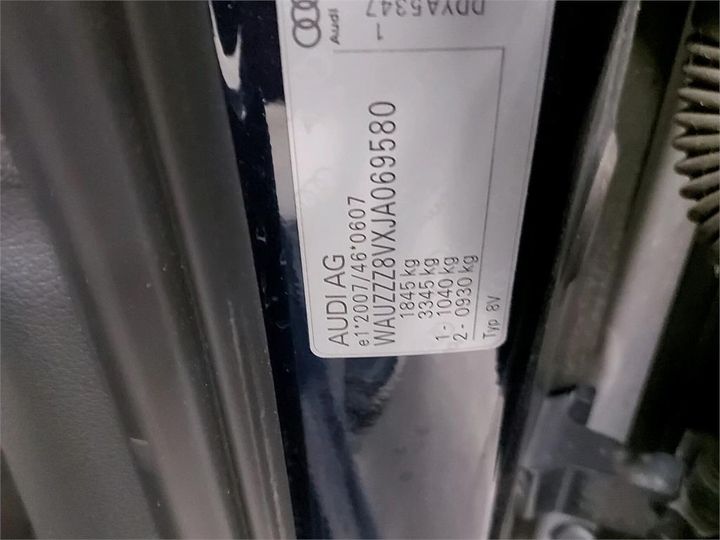 AUDI AG
e1*2007/46*0607
WAUZZZ8VXJA069580
1845 kg
3345 kg
1- 1040 kg
2- 0930 kg
Typ 8V
Audi
1
DDYA5347